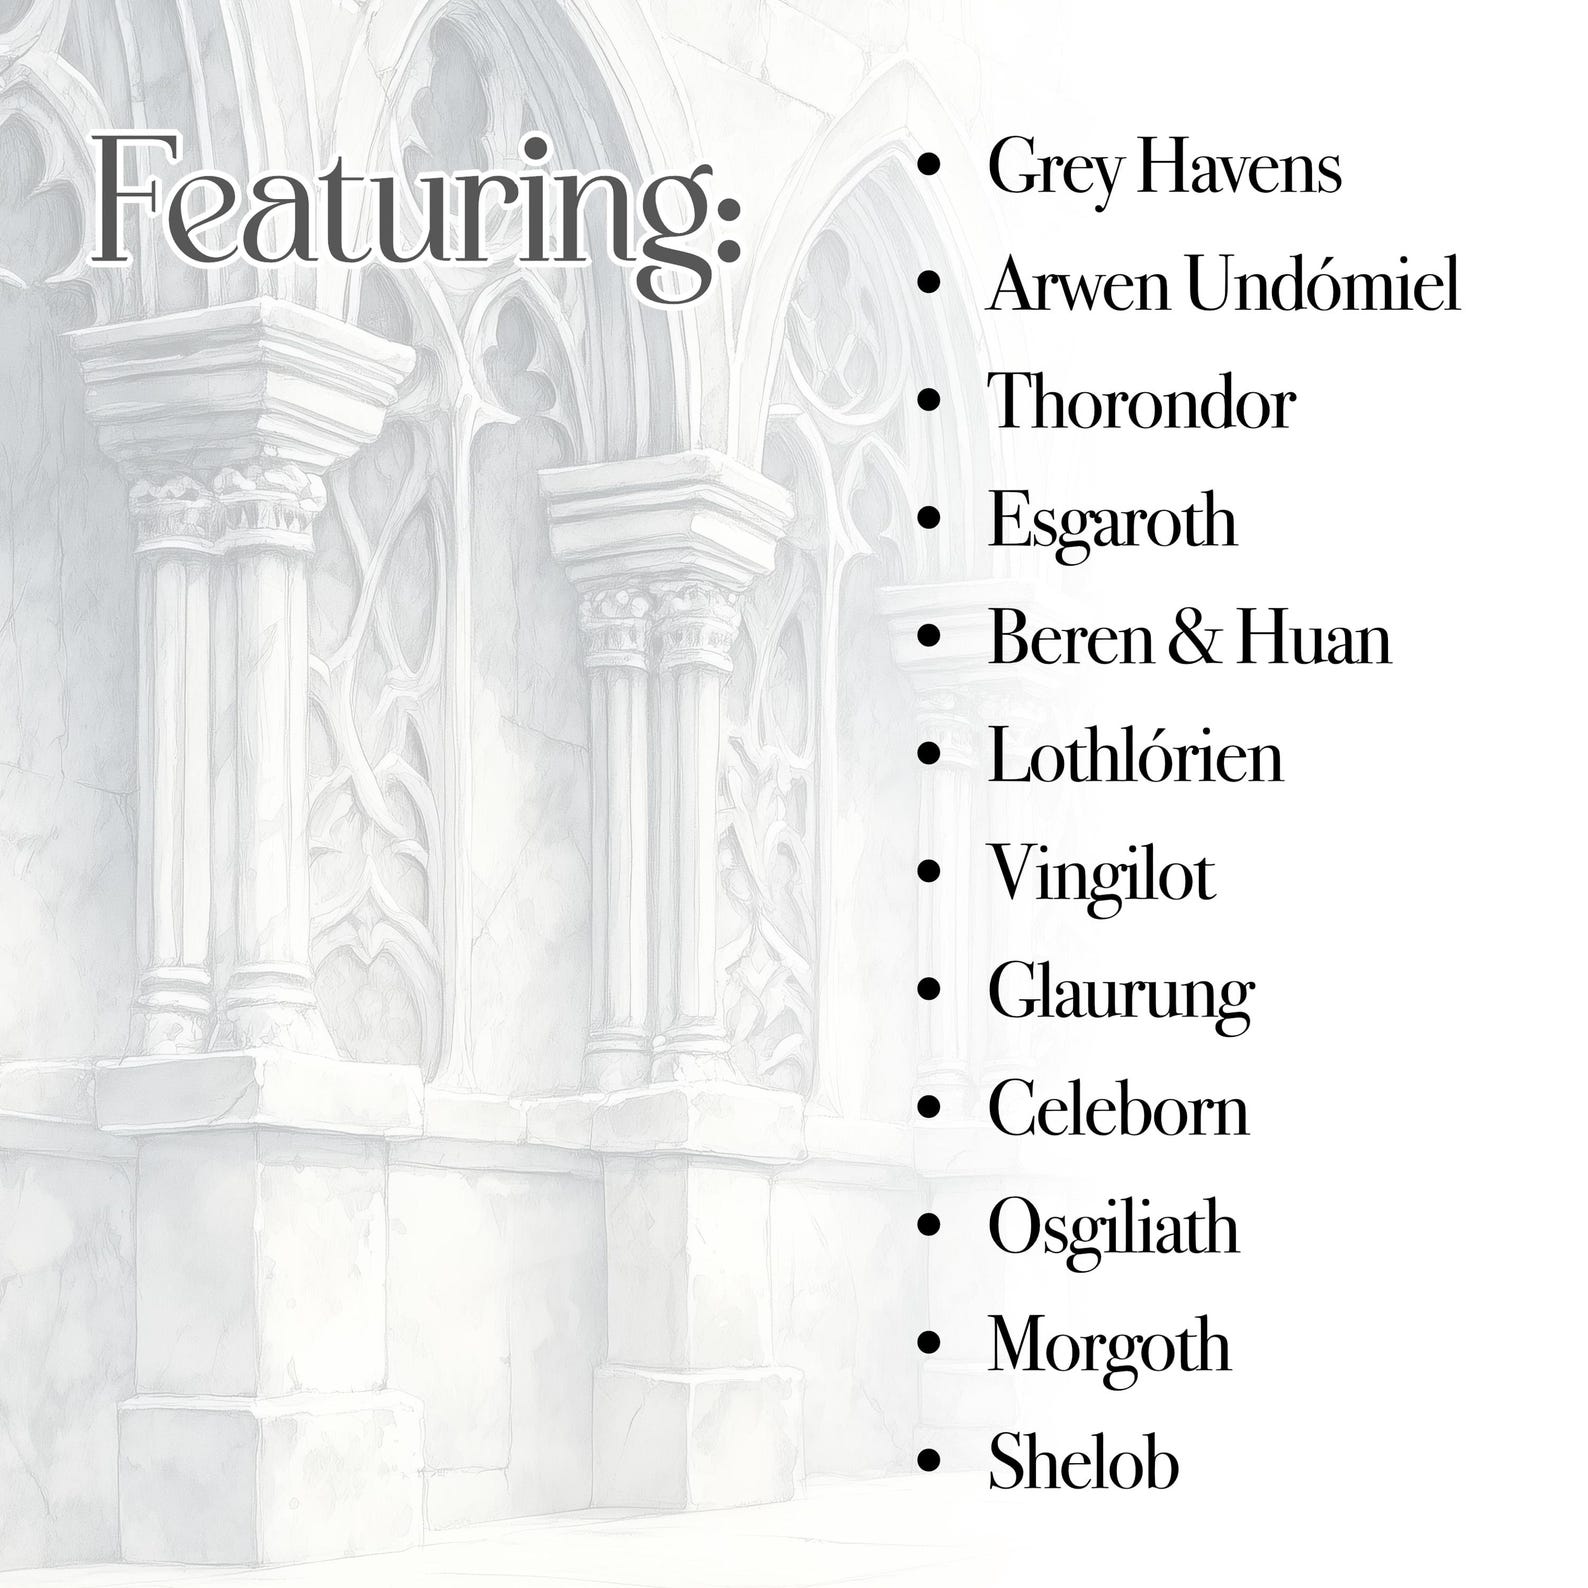 Featuring:
• Grey Havens
• Arwen Undómiel
• Thorondor
• Esgaroth
• Beren & Huan
• Lothlórien
• Vingilot
• Glaurung
• Celeborn
• Osgiliath
• Morgoth
• Shelob